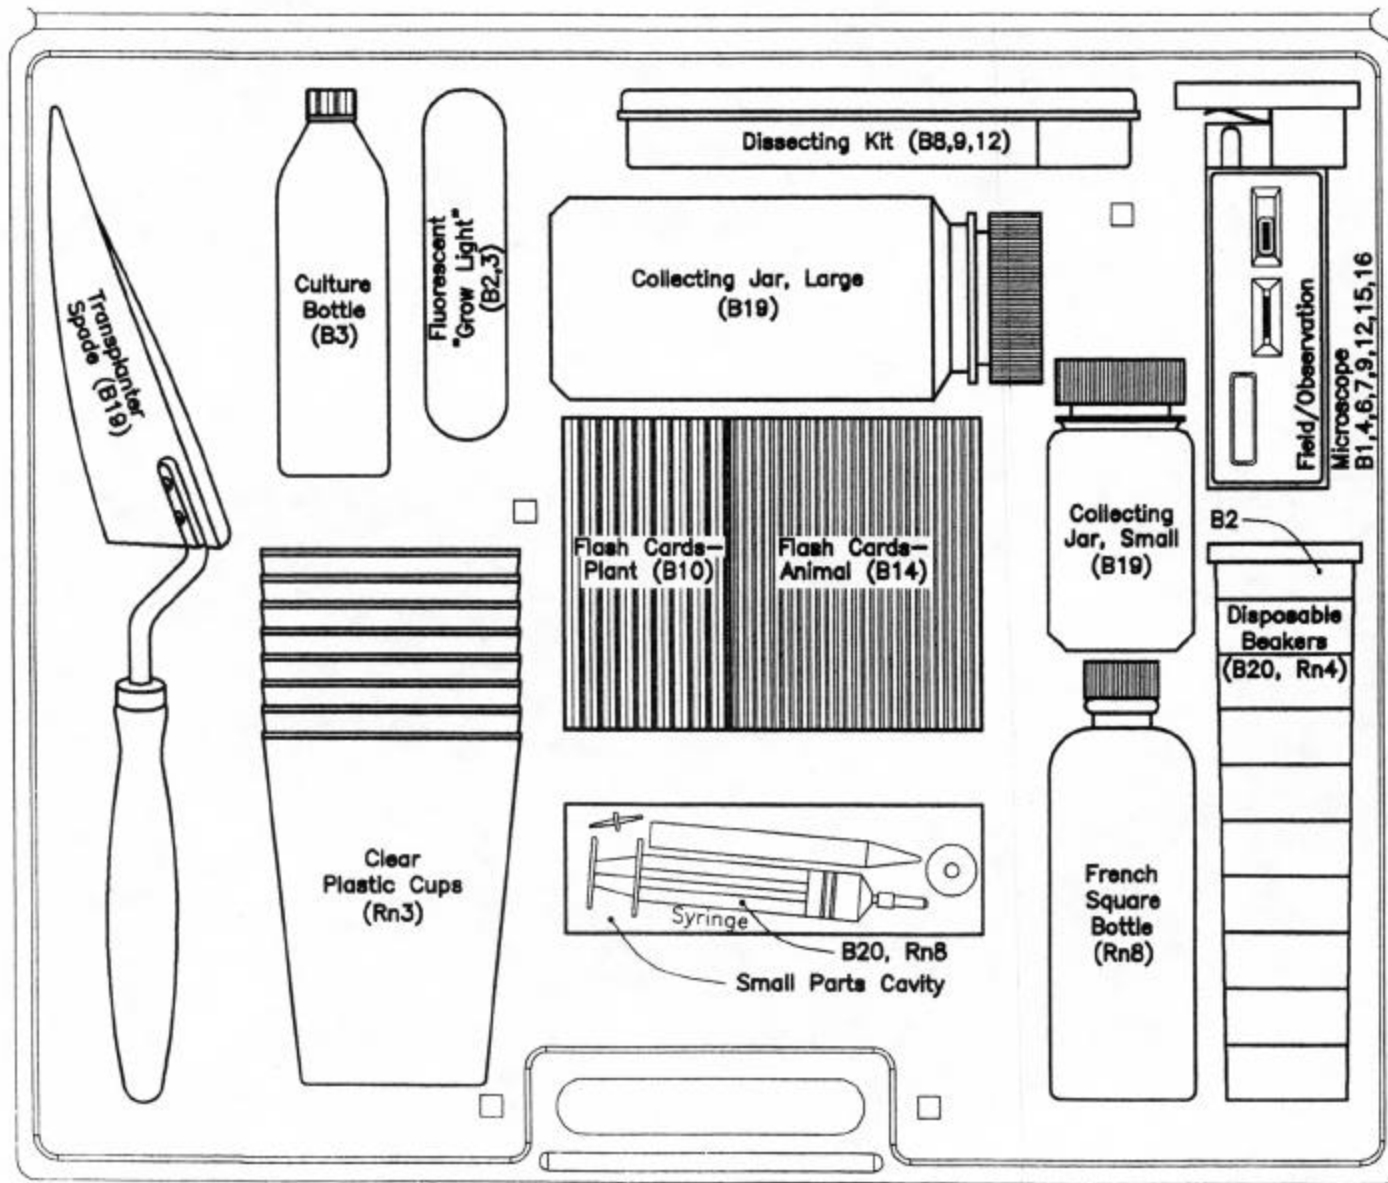 Transplanter
Spade (B19)
Culture
Bottle
(B3)
Fluorescent
"Grow Light"
(B2,3)
Dissecting Kit (B8,9,12)
Collecting Jar, Large
(B19)
Field/Observation
Microscope
B1,4,6,7,9,12,15,16
Flash Cards—
Plant (B10)
Flash Cards—
Animal (B14)
Collecting
Jar, Small
(B19)
B2
Disposable
Beakers
(B20, Rn4)
Clear
Plastic Cups
(Rn3)
Syringe
B20, Rn8
Small Parts Cavity
French
Square
Bottle
(Rn8)